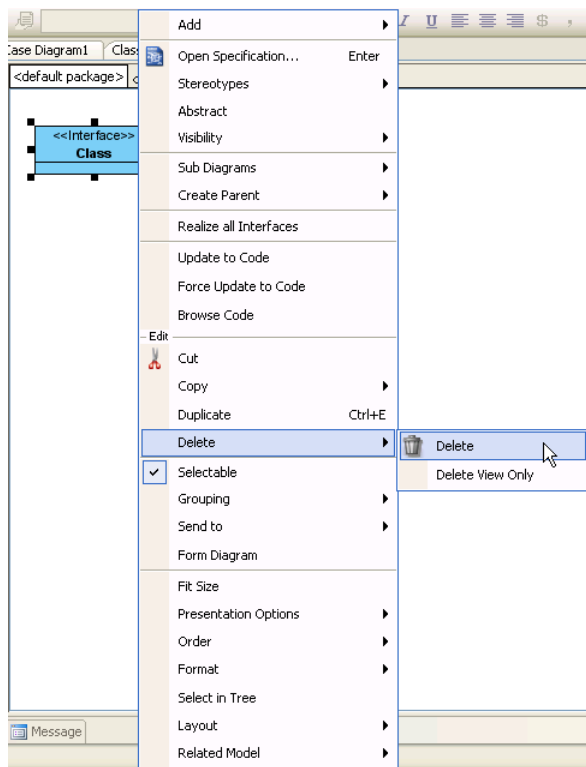 Case Diagram1
Clas
<default package>
<<Interface>>
Class
Add
Open Specification... Enter
Stereotypes
Abstract
Visibility
Sub Diagrams
Create Parent
Realize all Interfaces
Update to Code
Force Update to Code
Browse Code
Edit
Cut
Copy
Duplicate Ctrl+E
Delete
Delete
Delete View Only
Selectable
Grouping
Send to
Form Diagram
Fit Size
Presentation Options
Order
Format
Select in Tree
Layout
Related Model
Message
I U $ ,